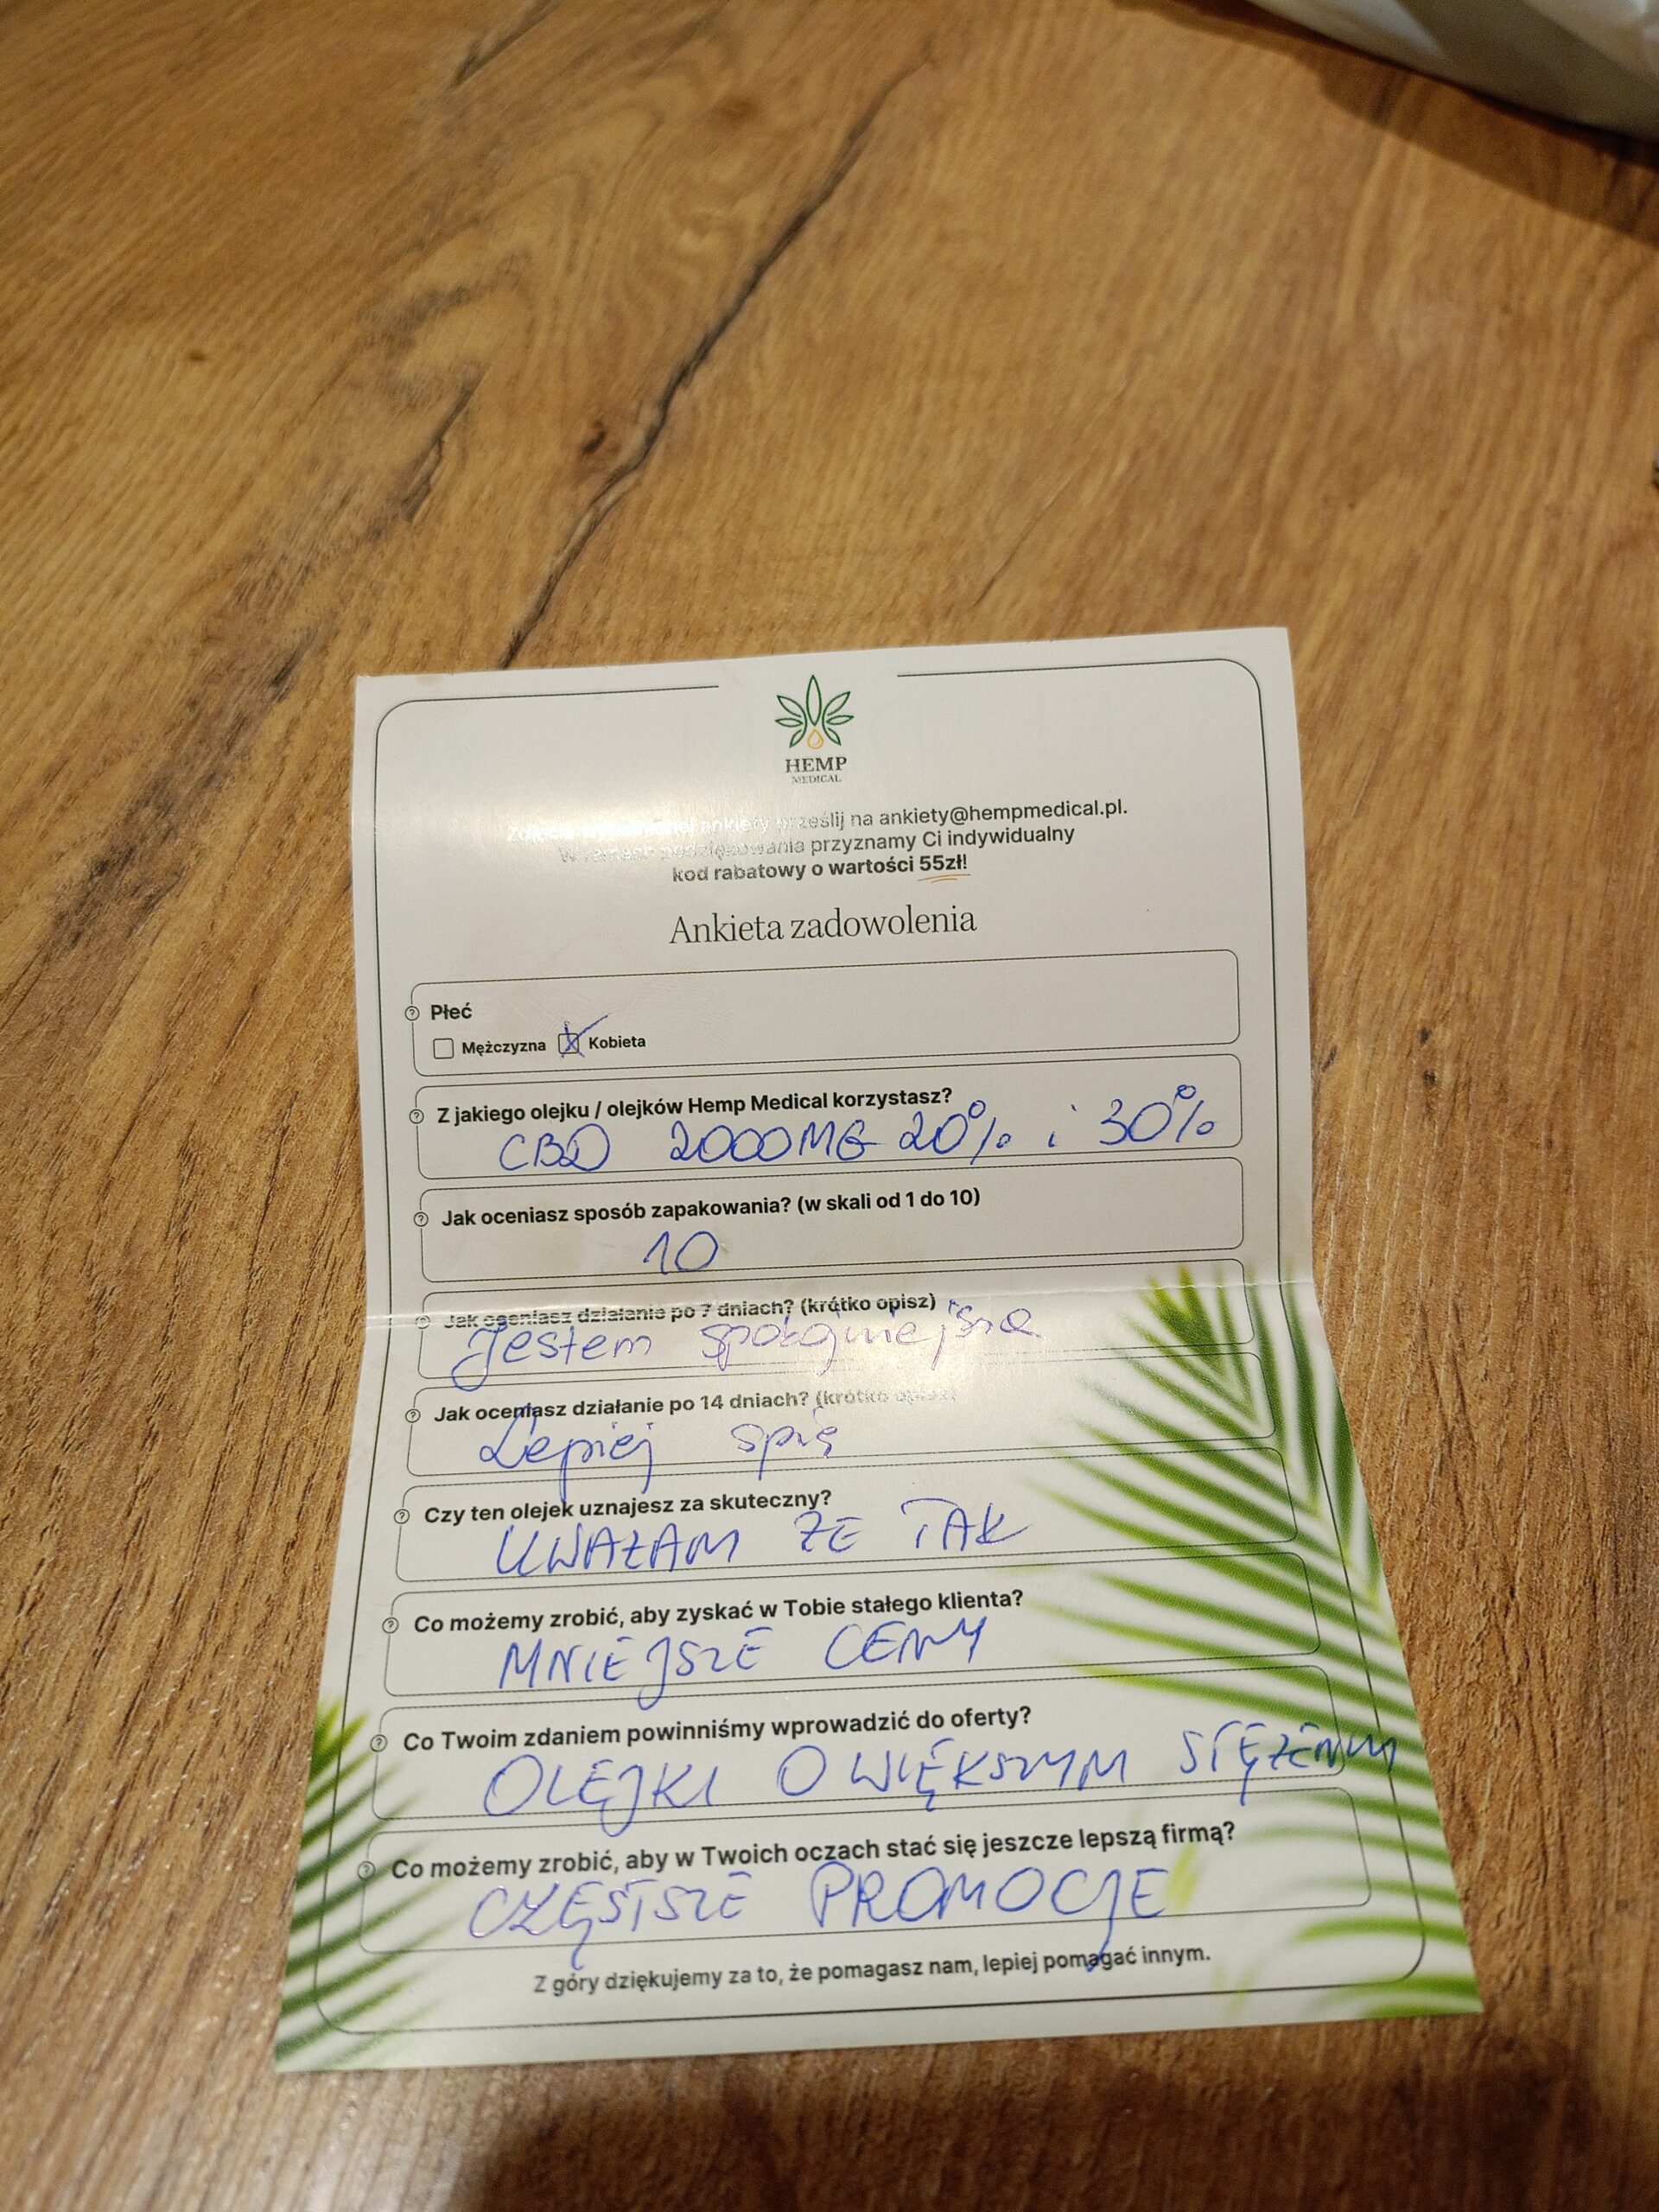 HEMP
MEDICAL
ankiety prześlij na ankiety@hempmedical.pl.
W ramach podziękowania przyznamy Ci indywidualny
kod rabatowy o wartości 55zł!
Ankieta zadowolenia
Płeć
Mężczyzna X Kobieta
Z jakiego olejku / olejków Hemp Medical korzystasz?
CBD 2000MG 20% i 30%
Jak oceniasz sposób zapakowania? (w skali od 1 do 10)
10
Jak oceniasz działanie po 7 dniach? (krótko opisz)
Jestem spokojniejsza
Jak oceniasz działanie po 14 dniach? (krótko opisz)
Lepiej śpię
Czy ten olejek uznajesz za skuteczny?
UWAŻAM ŻE TAK
Co możemy zrobić, aby zyskać w Tobie stałego klienta?
MNIEJSZE CENY
Co Twoim zdaniem powinniśmy wprowadzić do oferty?
OLEJKI O WIĘKSZYM STĘŻENIU
Co możemy zrobić, aby w Twoich oczach stać się jeszcze lepszą firmą?
CZĘSTSZE PROMOCJE
Z góry dziękujemy za to, że pomagasz nam, lepiej pomagać innym.